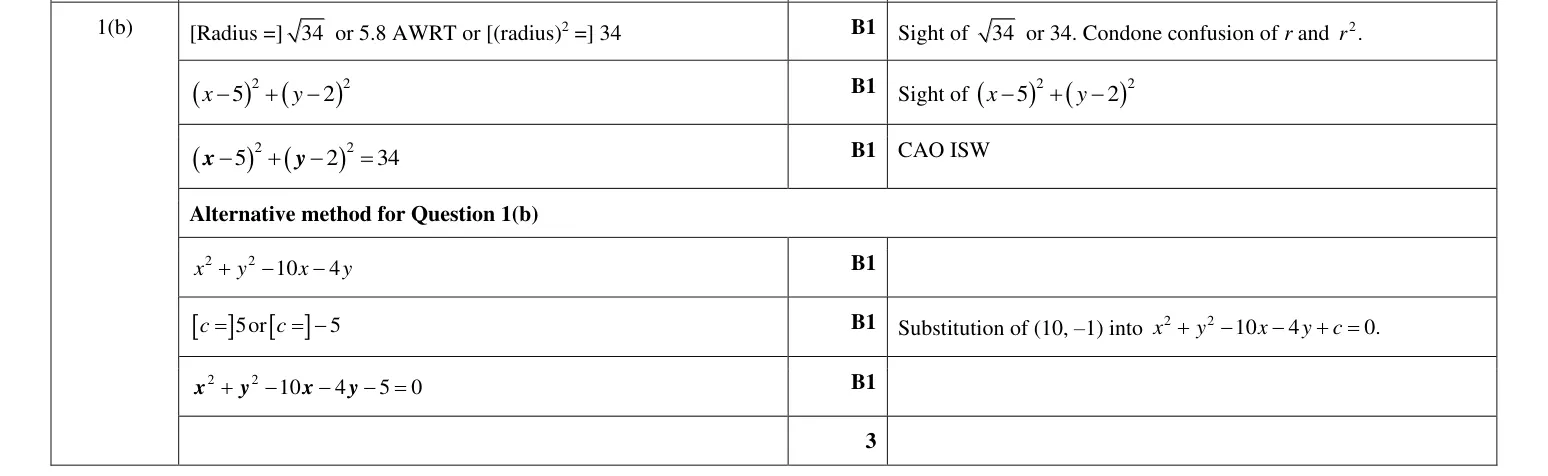 1(b) [Radius =] √34 or 5.8 AWRT or [(radius)² =] 34 B1 Sight of √34 or 34. Condone confusion of r and r².
(x−5)² + (y−2)² B1 Sight of (x−5)² + (y−2)²
(x−5)² + (y−2)² = 34 B1 CAO ISW
Alternative method for Question 1(b)
x² + y² −10x − 4y B1
[c =]5 or [c =] − 5 B1 Substitution of (10, –1) into x² + y² −10x − 4y + c = 0.
x² + y² −10x − 4y − 5 = 0 B1
3